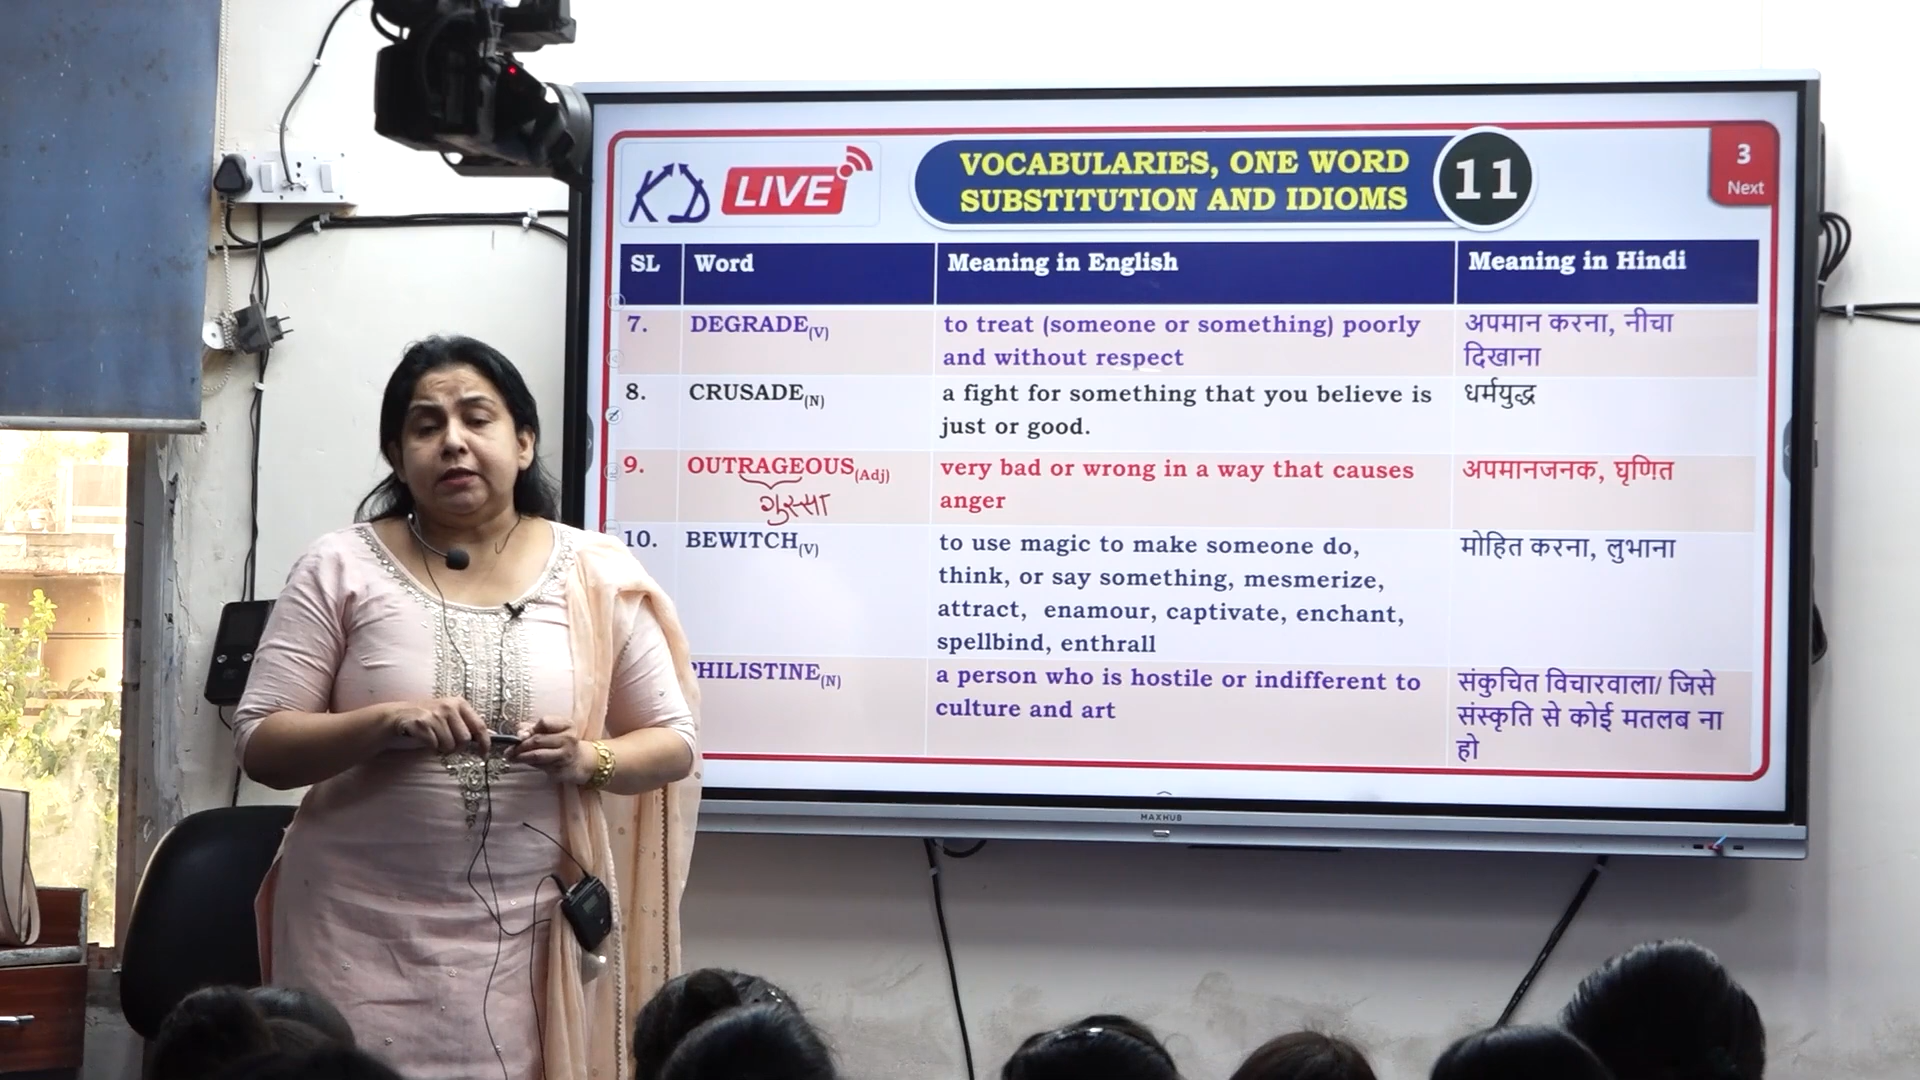 KD LIVE
VOCABULARIES, ONE WORD
SUBSTITUTION AND IDIOMS
11
3
Next
SL Word Meaning in English Meaning in Hindi
7. DEGRADE(V) to treat (someone or something) poorly अपमान करना, नीचा
and without respect दिखाना
8. CRUSADE(N) a fight for something that you believe is धर्मयुद्ध
just or good.
9. OUTRAGEOUS(Adj) very bad or wrong in a way that causes अपमानजनक, घृणित
गुस्सा anger
10. BEWITCH(V) to use magic to make someone do, मोहित करना, लुभाना
think, or say something, mesmerize,
attract, enamour, captivate, enchant,
spellbind, enthrall
PHILISTINE(N) a person who is hostile or indifferent to संकुचित विचारवाला/ जिसे
culture and art संस्कृति से कोई मतलब ना
हो
MAXHUB